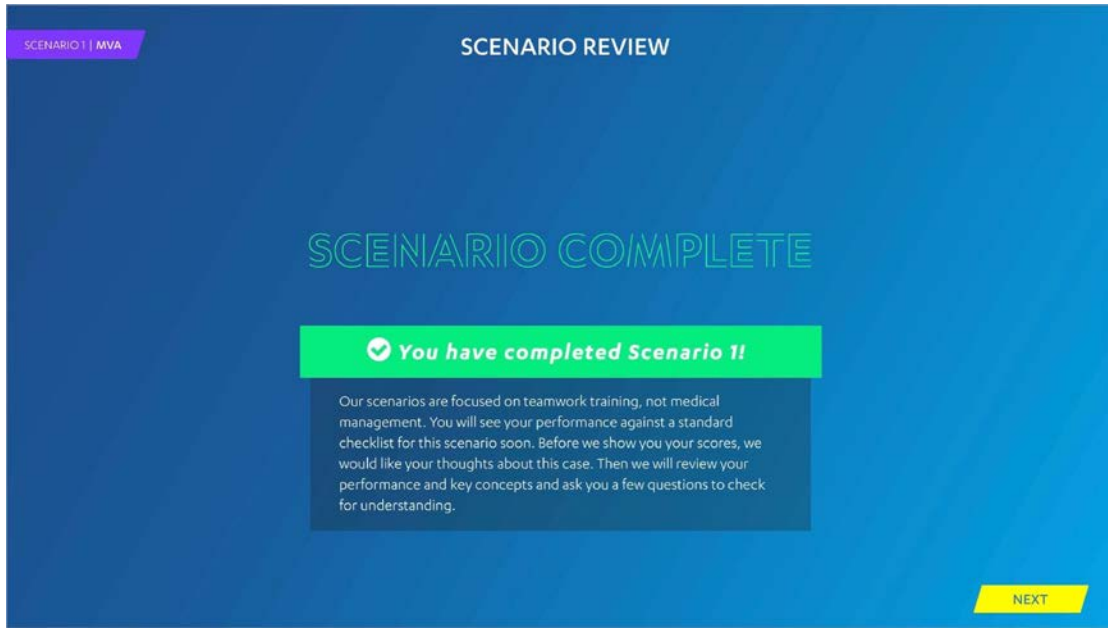 SCENARIO 1 | MVA
SCENARIO REVIEW
SCENARIO COMPLETE
You have completed Scenario 1!
Our scenarios are focused on teamwork training, not medical
management. You will see your performance against a standard
checklist for this scenario soon. Before we show you your scores, we
would like your thoughts about this case. Then we will review your
performance and key concepts and ask you a few questions to check
for understanding.
NEXT